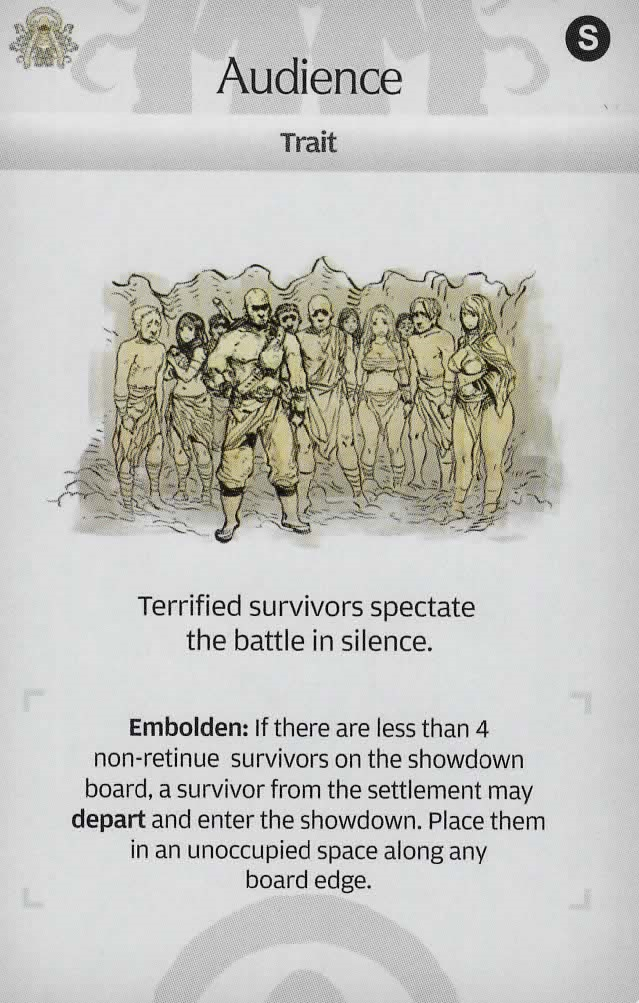 S
Audience
Trait
Terrified survivors spectate
the battle in silence.
Embolden: If there are less than 4
non-retinue survivors on the showdown
board, a survivor from the settlement may
depart and enter the showdown. Place them
in an unoccupied space along any
board edge.